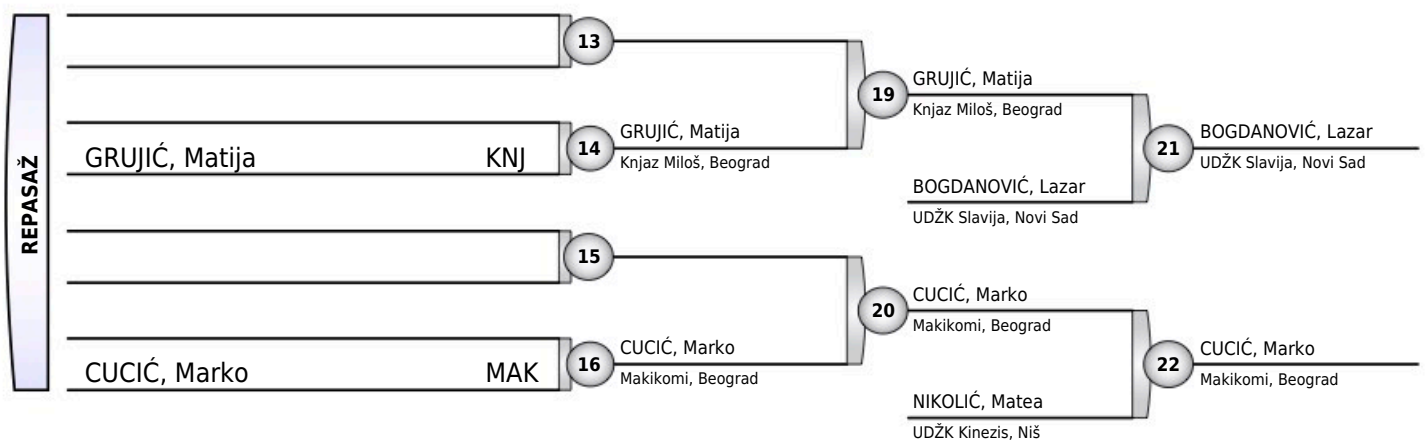 REPASAŽ
13
GRUJIĆ, Matija KNJ
14
GRUJIĆ, Matija
Knjaz Miloš, Beograd
19
GRUJIĆ, Matija
Knjaz Miloš, Beograd
BOGDANOVIĆ, Lazar
UDŽK Slavija, Novi Sad
21
BOGDANOVIĆ, Lazar
UDŽK Slavija, Novi Sad
15
CUCIĆ, Marko MAK
16
CUCIĆ, Marko
Makikomi, Beograd
20
CUCIĆ, Marko
Makikomi, Beograd
NIKOLIĆ, Matea
UDŽK Kinezis, Niš
22
CUCIĆ, Marko
Makikomi, Beograd